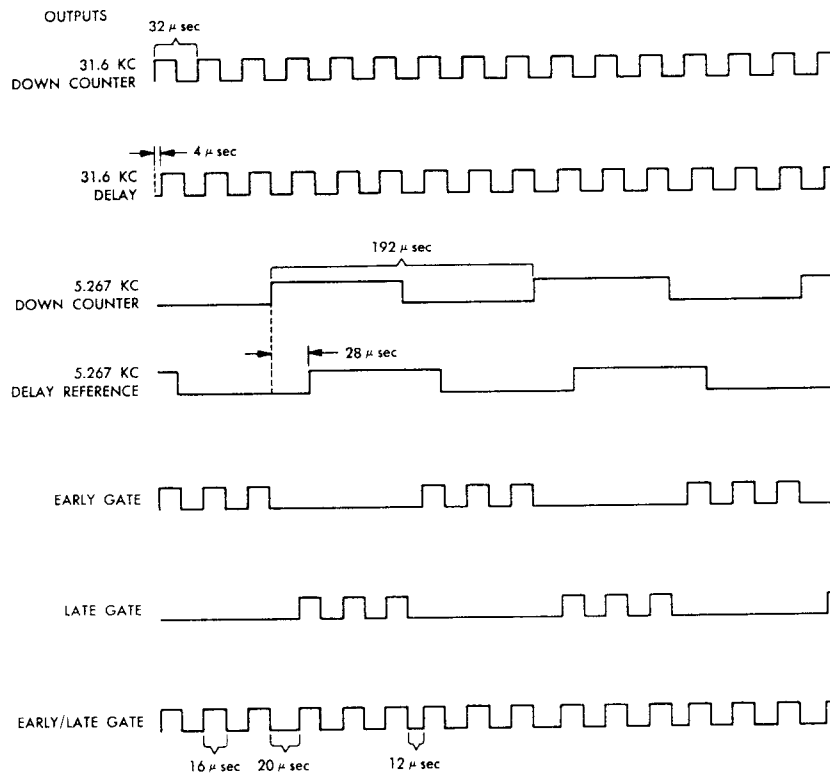 OUTPUTS
32 μ sec
31.6 KC
DOWN COUNTER
4 μ sec
31.6 KC
DELAY
192 μ sec
5.267 KC
DOWN COUNTER
28 μ sec
5.267 KC
DELAY REFERENCE
EARLY GATE
LATE GATE
EARLY/LATE GATE
16 μ sec
20 μ sec
12 μ sec